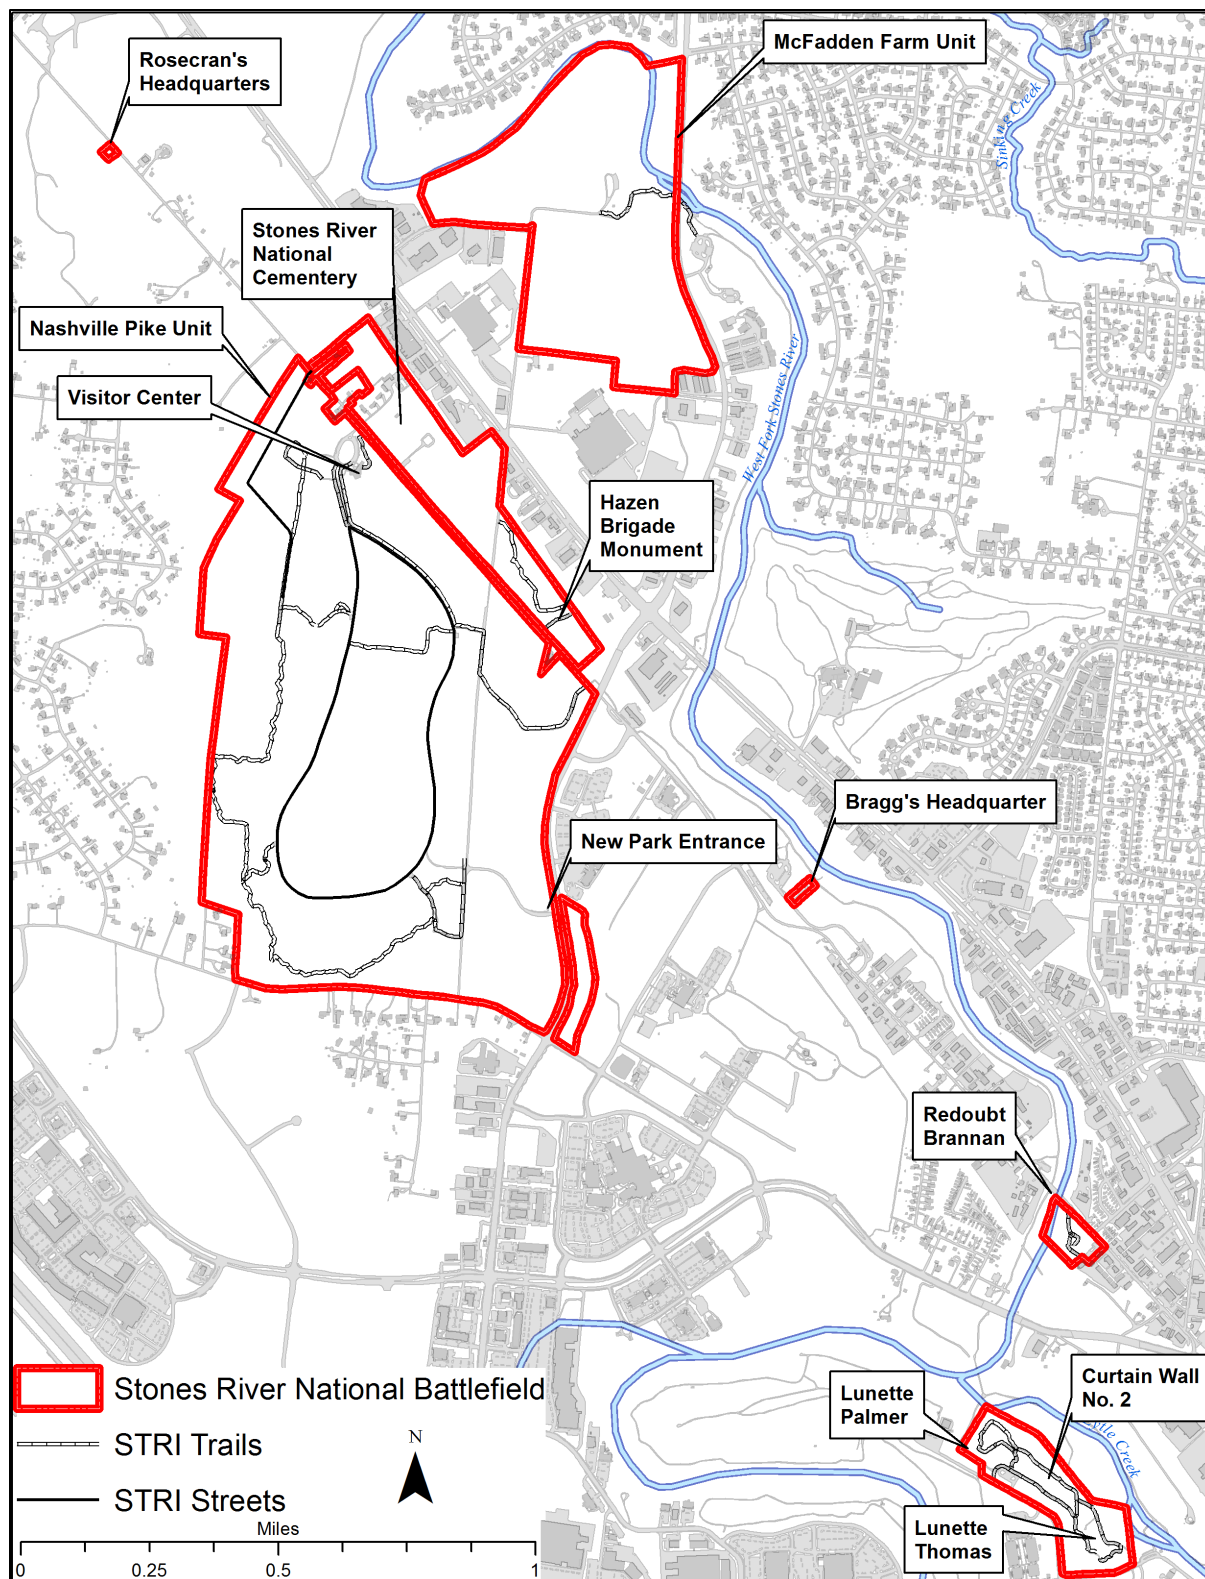 Rosecran's
Headquarters
McFadden Farm Unit
Sinking Creek
Stones River
National
Cementery
Nashville Pike Unit
Visitor Center
West Fork Stones River
Hazen
Brigade
Monument
Bragg's Headquarter
New Park Entrance
Redoubt
Brannan
Curtain Wall
No. 2
Lunette
Palmer
Creek
Lunette
Thomas
Stones River National Battlefield
STRI Trails
STRI Streets
N
Miles
0 0.25 0.5 1